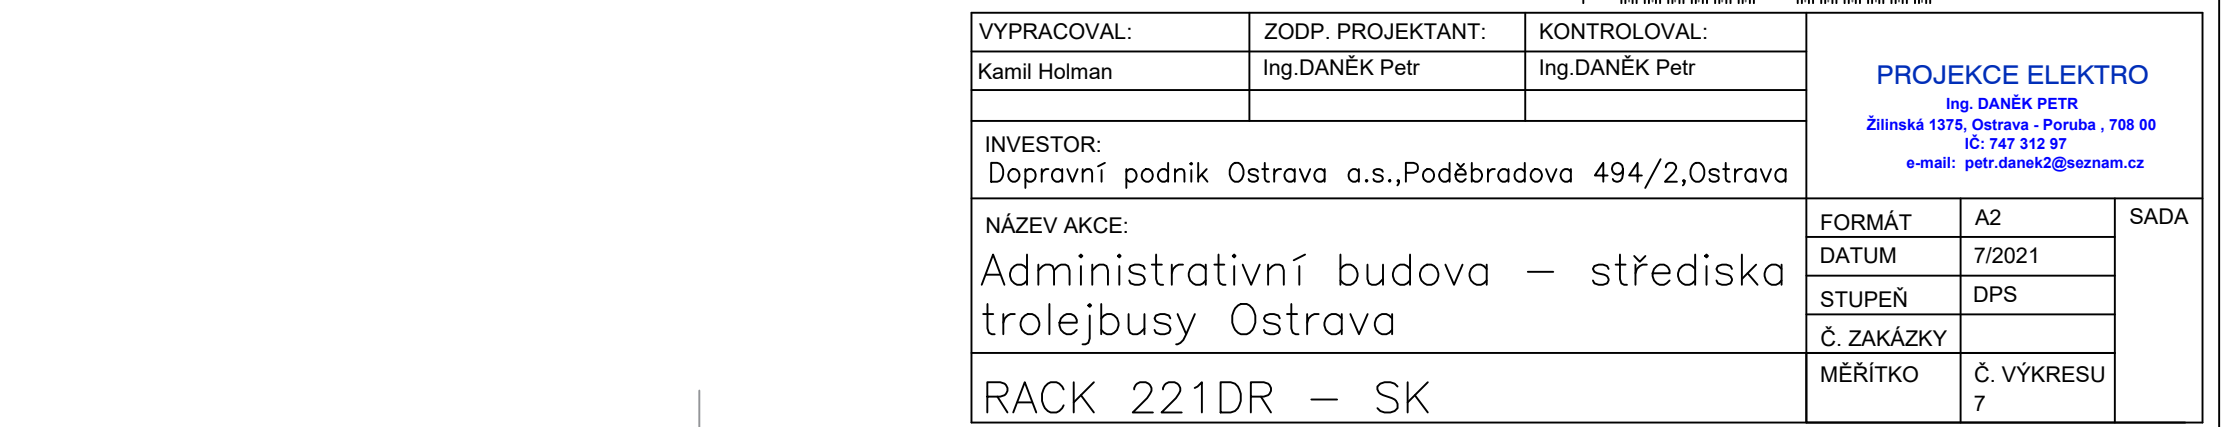 VYPRACOVAL: ZODP. PROJEKTANT: KONTROLOVAL:
Kamil Holman Ing.DANĚK Petr Ing.DANĚK Petr
PROJEKCE ELEKTRO
Ing. DANĚK PETR
Žilinská 1375, Ostrava - Poruba , 708 00
IČ: 747 312 97
e-mail: petr.danek2@seznam.cz
INVESTOR:
Dopravní podnik Ostrava a.s.,Poděbradova 494/2,Ostrava
NÁZEV AKCE:
Administrativní budova – střediska
trolejbusy Ostrava
RACK 221DR – SK
FORMÁT A2 SADA
DATUM 7/2021
STUPEŇ DPS
Č. ZAKÁZKY
MĚŘÍTKO Č. VÝKRESU
7